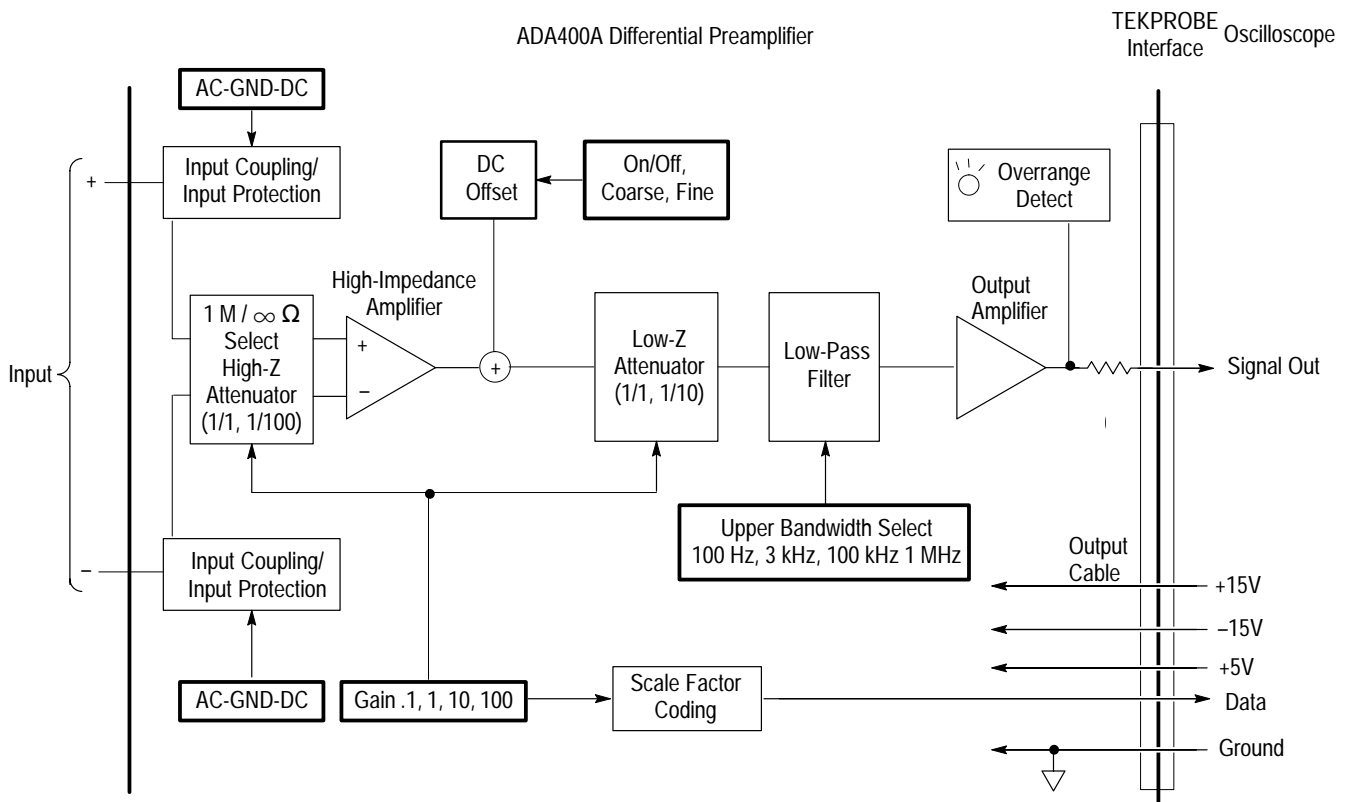 ADA400A Differential Preamplifier
TEKPROBE
Interface
Oscilloscope
AC-GND-DC
Input Coupling/
Input Protection
+
DC
Offset
On/Off,
Coarse, Fine
Overrange
Detect
High-Impedance
Amplifier
Output
Amplifier
Input
1 M / ∞ Ω
Select
High-Z
Attenuator
(1/1, 1/100)
+
−
+
Low-Z
Attenuator
(1/1, 1/10)
Low-Pass
Filter
Signal Out
Upper Bandwidth Select
100 Hz, 3 kHz, 100 kHz 1 MHz
−
Input Coupling/
Input Protection
Output
Cable
+15V
–15V
+5V
AC-GND-DC
Gain .1, 1, 10, 100
Scale Factor
Coding
Data
Ground